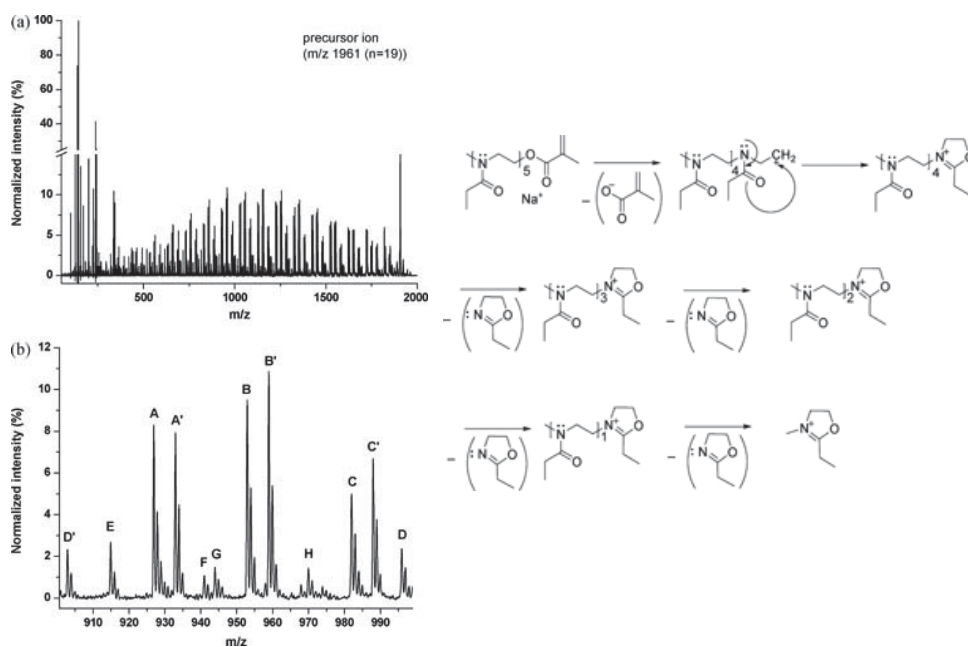 (a)
precursor ion
(m/z 1961 (n=19))
Normalized intensity (%)
100
80
60
40
10
5
0
500
1000
1500
2000
m/z
(b)
Normalized intensity (%)
12
10
8
6
4
2
0
D'
E
A
A'
F
G
B
B'
H
C
C'
D
910
920
930
940
950
960
970
980
990
m/z
N
5
O
O
O
Na⁺
−
O⁻
O
N
4
O
N
CH₂
O
N
4
O
N⁺
O
−
:N
O
N
3
O
N⁺
O
−
:N
O
N
2
O
N⁺
O
−
:N
O
N
1
O
N⁺
O
−
:N
O
N⁺
O